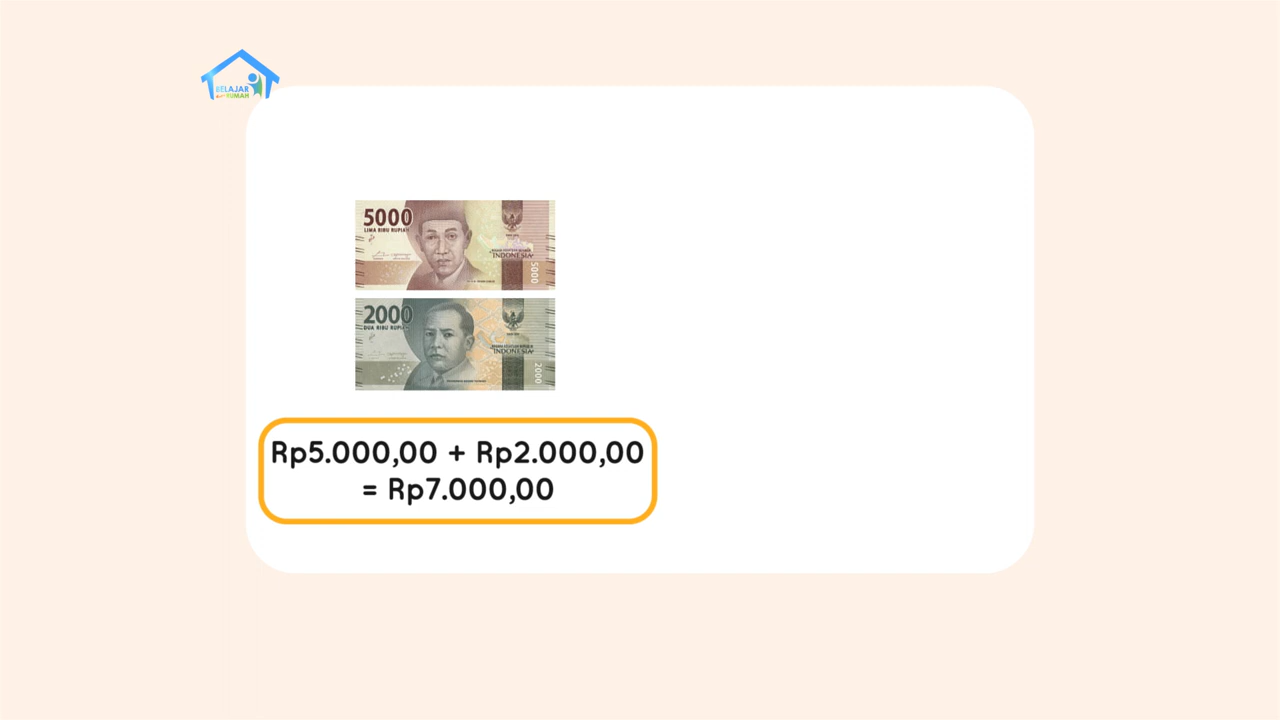 BELAJAR
RUMAH
5000
LIMA RIBU RUPIAH
INDONESIA
5000
2000
DUA RIBU RUPIAH
INDONESIA
2000
Rp5.000,00 + Rp2.000,00
= Rp7.000,00